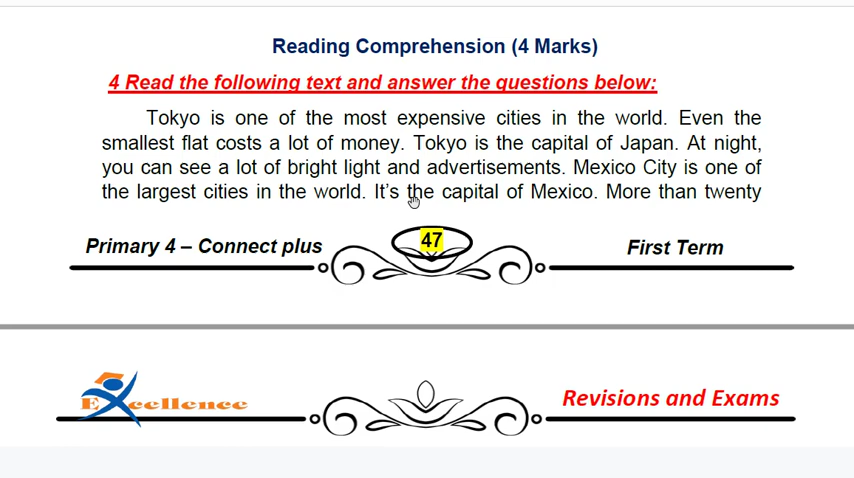 Reading Comprehension (4 Marks)
4 Read the following text and answer the questions below:
Tokyo is one of the most expensive cities in the world. Even the
smallest flat costs a lot of money. Tokyo is the capital of Japan. At night,
you can see a lot of bright light and advertisements. Mexico City is one of
the largest cities in the world. It's the capital of Mexico. More than twenty
Primary 4 – Connect plus
47
First Term
Excellence
Revisions and Exams